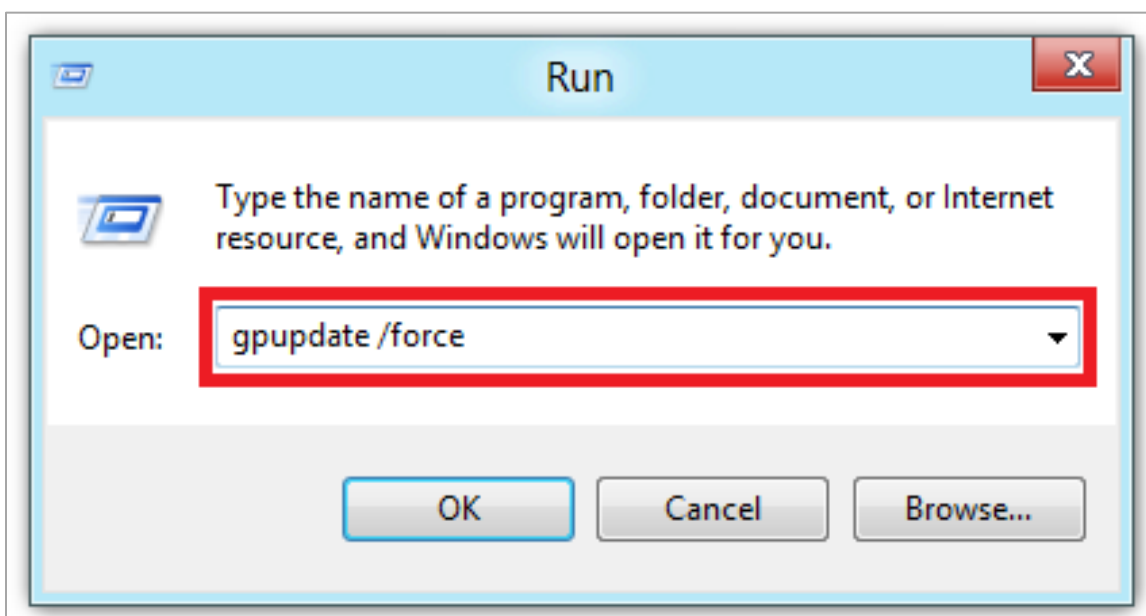 Run
Type the name of a program, folder, document, or Internet
resource, and Windows will open it for you.
Open: gpupdate /force
OK Cancel Browse...